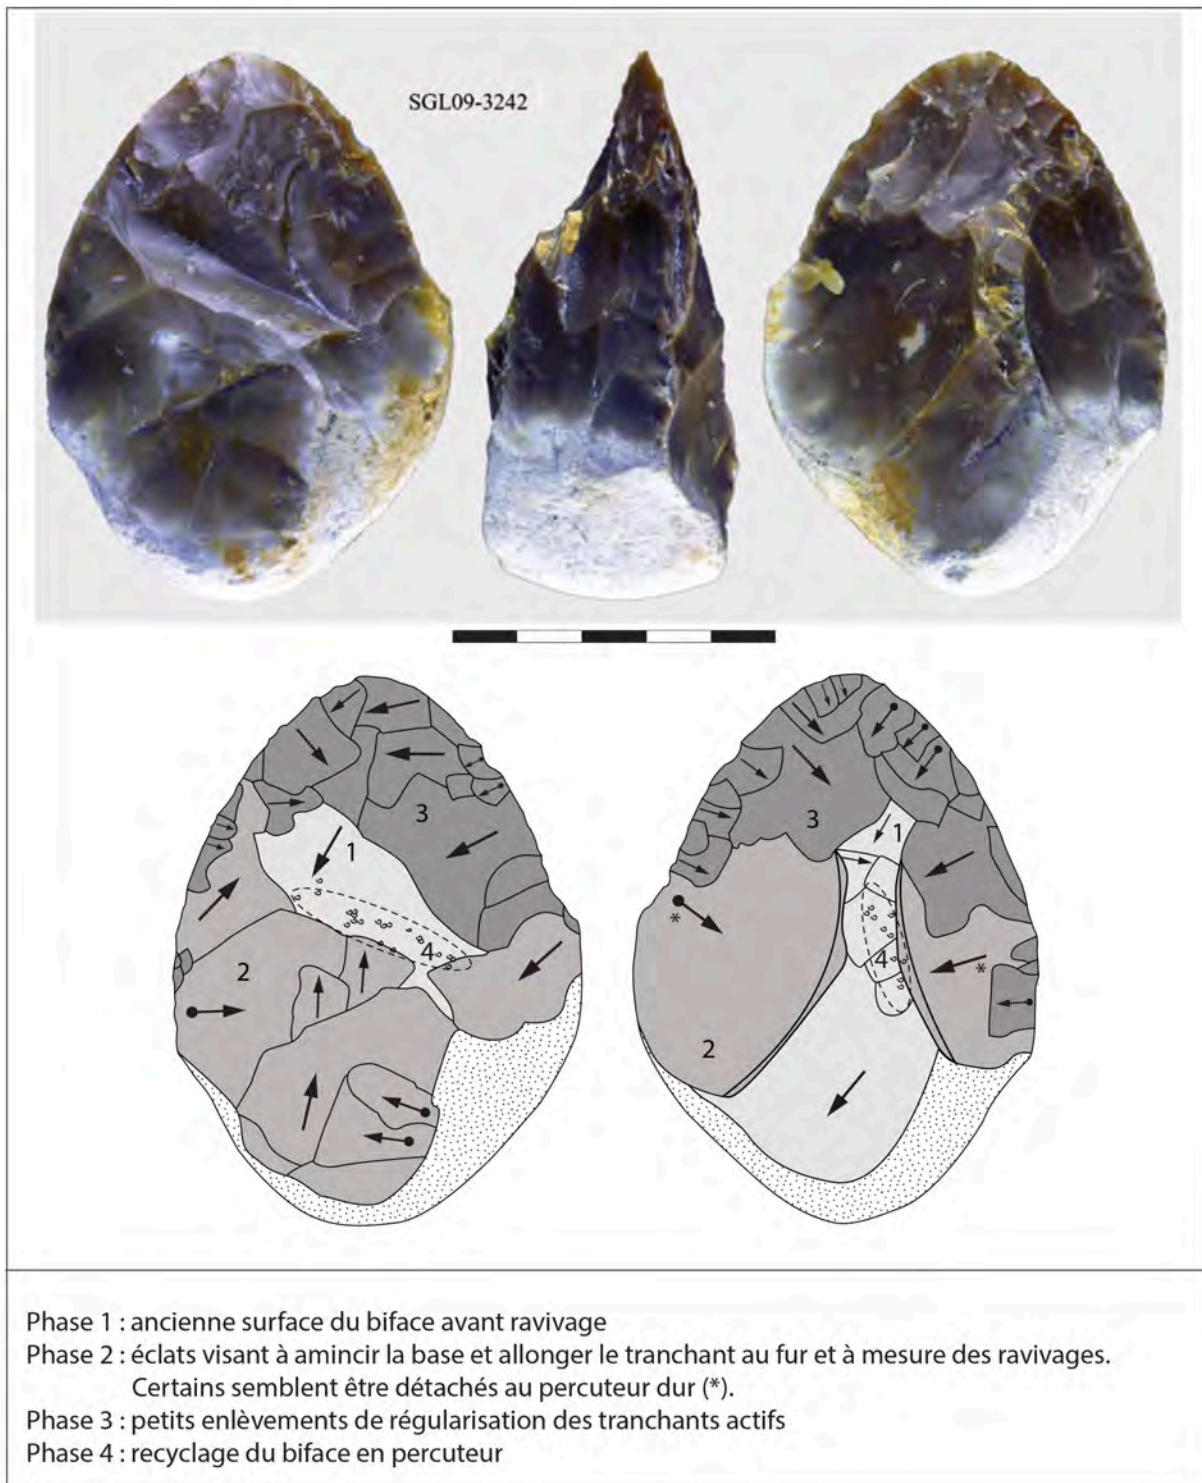 SGL09-3242
3
1
4
2
1
3
4
*
*
2
Phase 1 : ancienne surface du biface avant ravivage
Phase 2 : éclats visant à amincir la base et allonger le tranchant au fur et à mesure des ravivages.
Certains semblent être détachés au percuteur dur (*).
Phase 3 : petits enlèvements de régularisation des tranchants actifs
Phase 4 : recyclage du biface en percuteur